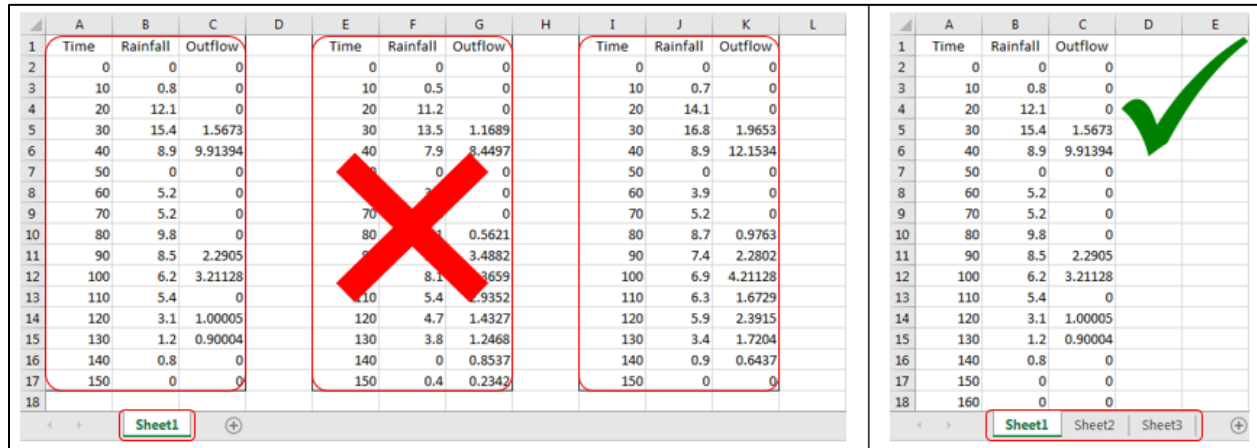 A B C D E F G H I J K L
1 Time Rainfall Outflow Time Rainfall Outflow Time Rainfall Outflow
2 0 0 0 0 0 0 0 0 0
3 10 0.8 0 10 0.5 0 10 0.7 0
4 20 12.1 0 20 11.2 0 20 14.1 0
5 30 15.4 1.5673 30 13.5 1.1689 30 16.8 1.9653
6 40 8.9 9.91394 40 7.9 8.4497 40 8.9 12.1534
7 50 0 0 0 0 50 0 0
8 60 5.2 0 60 0 60 3.9 0
9 70 5.2 0 70 0 70 5.2 0
10 80 9.8 0 80 0.5621 80 8.7 0.9763
11 90 8.5 2.2905 3.4882 90 7.4 2.2802
12 100 6.2 3.21128 100 8.1 100 6.9 4.21128
13 110 5.4 0 110 5.4 110 6.3 1.6729
14 120 3.1 1.00005 120 4.7 1.4327 120 5.9 2.3915
15 130 1.2 0.90004 130 3.8 1.2468 130 3.4 1.7204
16 140 0.8 0 140 0 0.8537 140 0.9 0.6437
17 150 0 0 150 0.4 0.2342 150 0 0
18
Sheet1
A B C D E
1 Time Rainfall Outflow
2 0 0 0
3 10 0.8 0
4 20 12.1 0
5 30 15.4 1.5673
6 40 8.9 9.91394
7 50 0 0
8 60 5.2 0
9 70 5.2 0
10 80 9.8 0
11 90 8.5 2.2905
12 100 6.2 3.21128
13 110 5.4 0
14 120 3.1 1.00005
15 130 1.2 0.90004
16 140 0.8 0
17 150 0 0
18 160 0 0
Sheet1 Sheet2 Sheet3